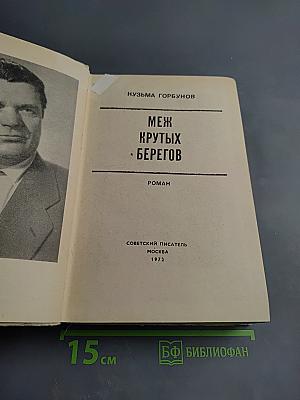 КУЗЬМА ГОРБУНОВ
МЕЖ
КРУТЫХ
БЕРЕГОВ
РОМАН
СОВЕТСКИЙ ПИСАТЕЛЬ
МОСКВА
1973
15 см
БФ БИБЛИОФАН